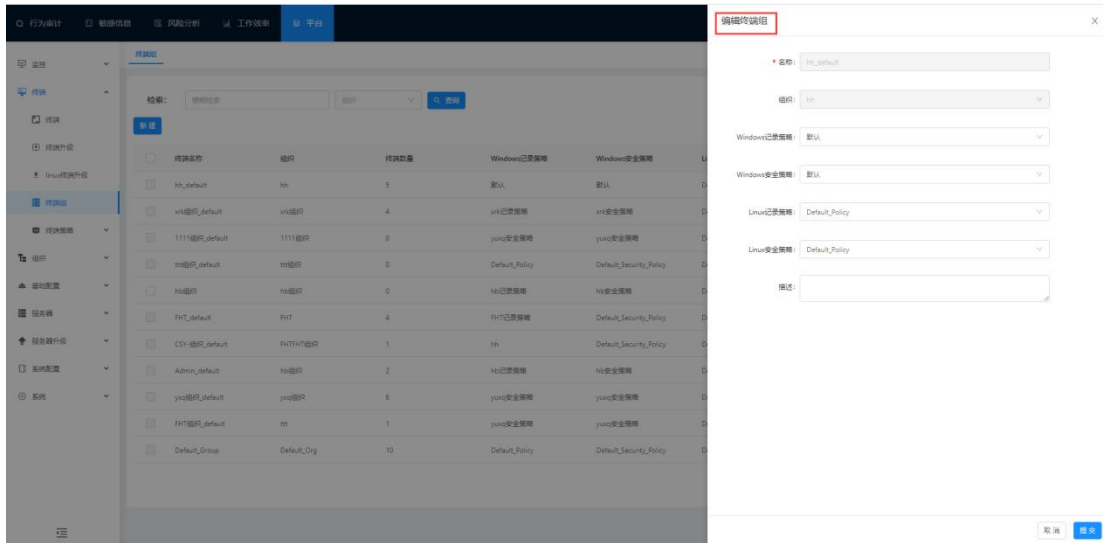 行为审计 敏感信息 风险分析 工作效率 平台
编辑终端组
监控
终端
终端
终端升级
linux终端升级
终端组
终端策略
组织
基础配置
服务器
服务器升级
系统配置
系统
终端组
检索: 模糊检索 组织 查询
新建
终端名称 组织 终端数量 Windows记录策略 Windows安全策略
hh_default hh 5 默认 默认
xrk组织_default xrk组织 4 xrk记录策略 xrk安全策略
1111组织_default 1111组织 0 yuxq安全策略 yuxq安全策略
ttt组织_default ttt组织 0 Default_Policy Default_Security_Policy
hb组织 hb组织 0 hb记录策略 hb安全策略
FHT_default FHT 4 FHT记录策略 Default_Security_Policy
CSY-组织_default FHTFHT组织 1 hh Default_Security_Policy
Admin_default hb组织 2 hb记录策略 hb安全策略
yxq组织_default yxq组织 6 yuxq安全策略 yuxq安全策略
FHT组织_default ttt 1 yuxq安全策略 yuxq安全策略
Default_Group Default_Org 10 Default_Policy Default_Security_Policy
* 名称: hh_default
组织: hh
Windows记录策略: 默认
Windows安全策略: 默认
Linux记录策略: Default_Policy
Linux安全策略: Default_Policy
描述:
取消 提交